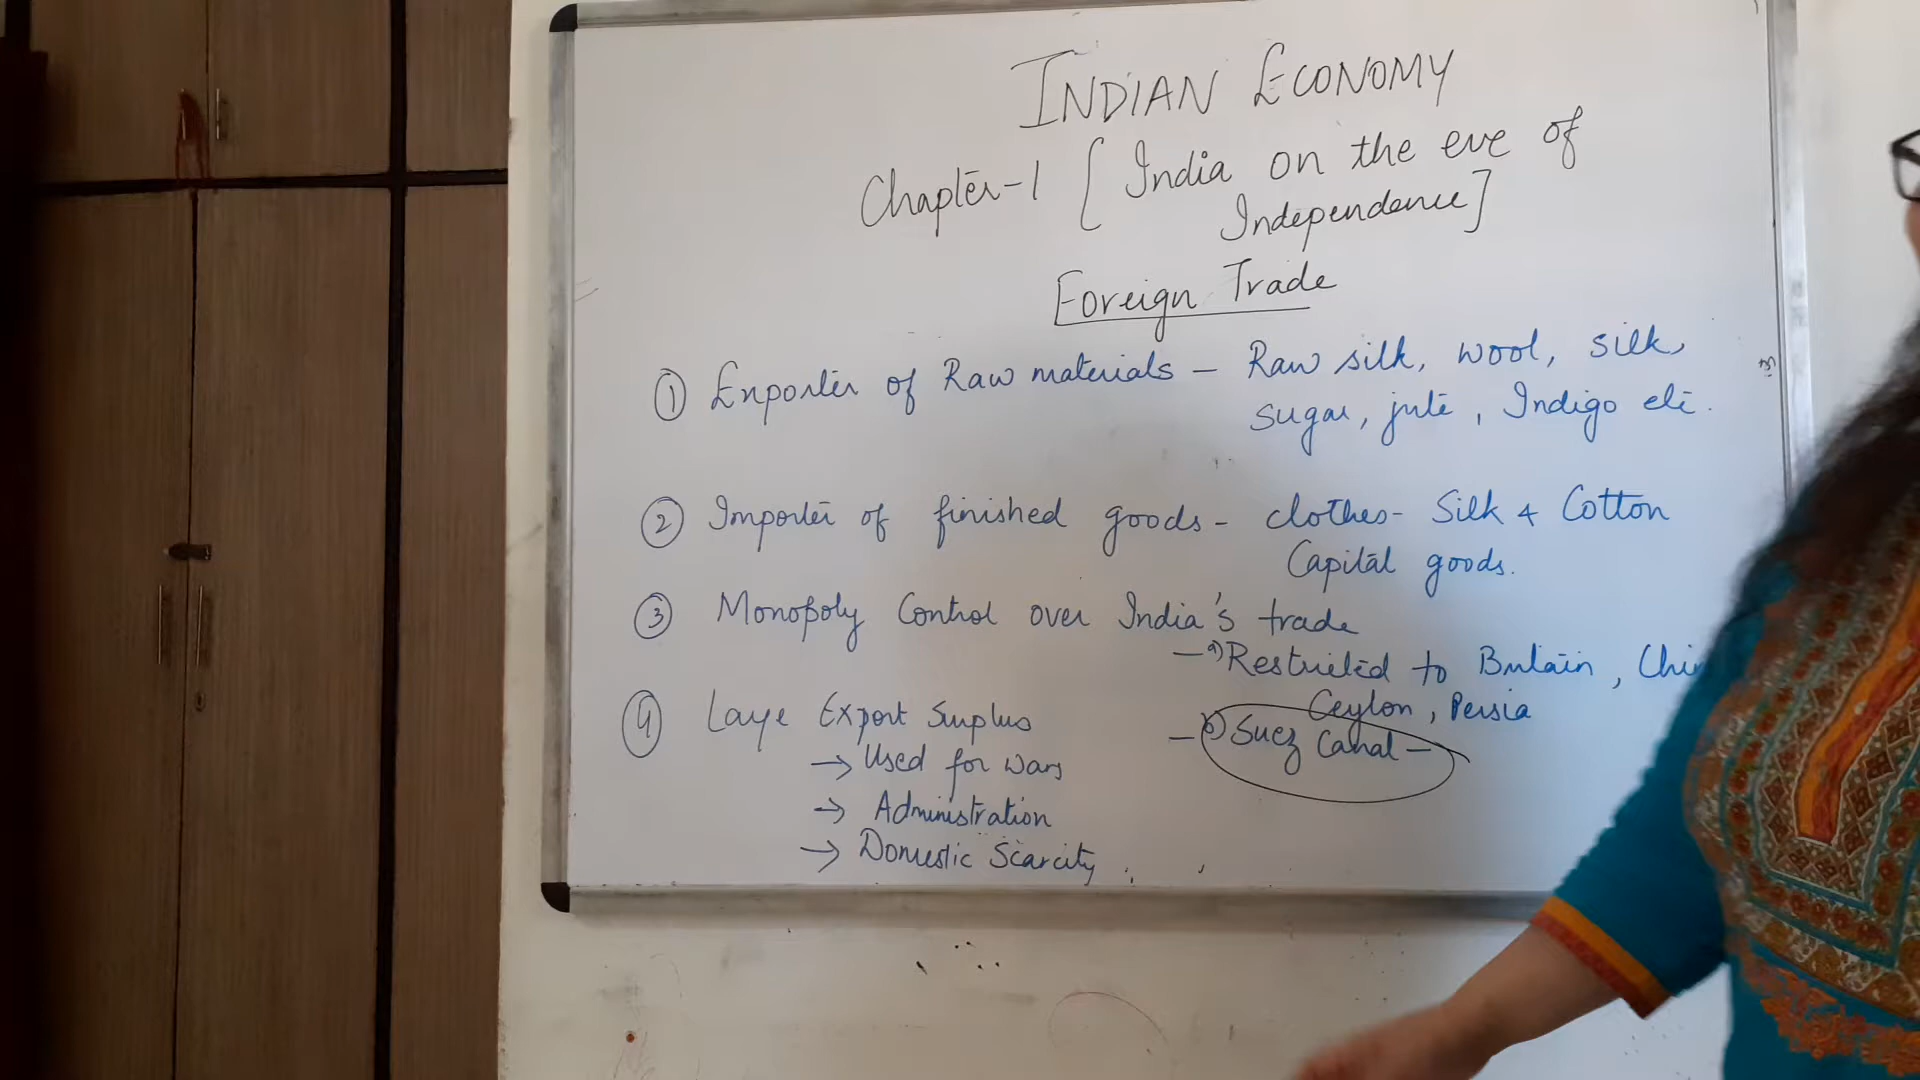 INDIAN ECONOMY
Chapter-1 [India on the eve of
Independence]
Foreign Trade
① Exporter of Raw materials - Raw silk, wool, silk,
sugar, jute, Indigo etc.
② Importer of finished goods - clothes - Silk & Cotton
Capital goods.
③ Monopoly Control over India's trade
- a) Restricted to Britain, Chin
Ceylon, Persia
- b) Suez Canal -
④ Large Export Surplus
→ Used for wars
→ Administration
→ Domestic Scarcity.